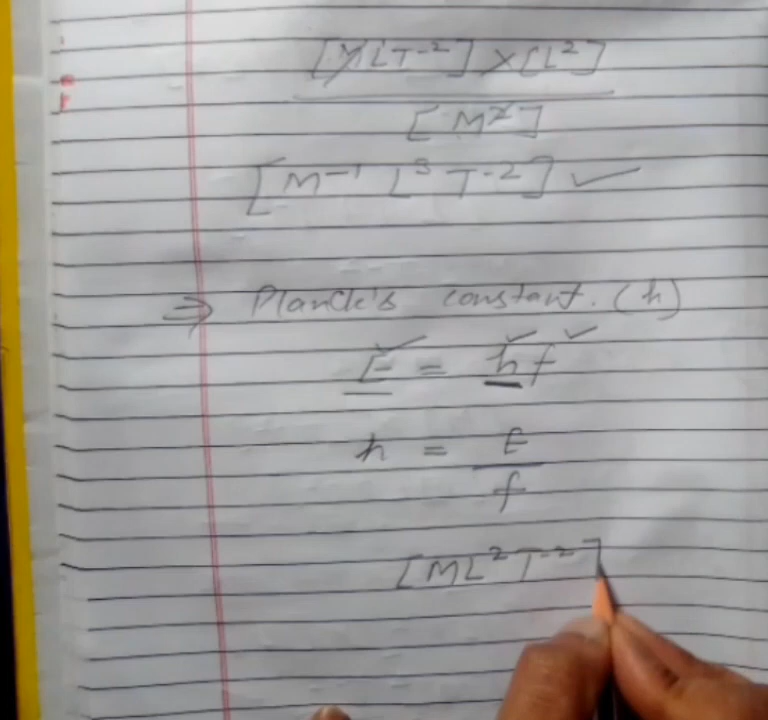 [MLT⁻²] × [L²]
[M²]
[M⁻¹ L³ T⁻²] ✓
⇒ Planck's constant. (h)
E = hf
h = E
f
[ML²T⁻²]